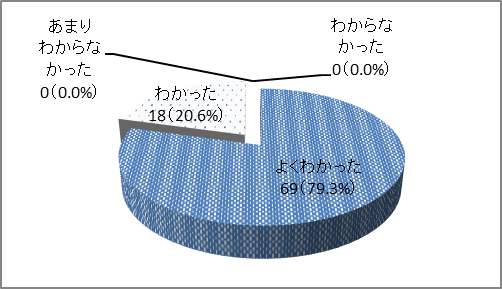 あまり
わからな
かった
0(0.0%)
わからな
かった
0(0.0%)
わかった
18(20.6%)
よくわかった
69(79.3%)